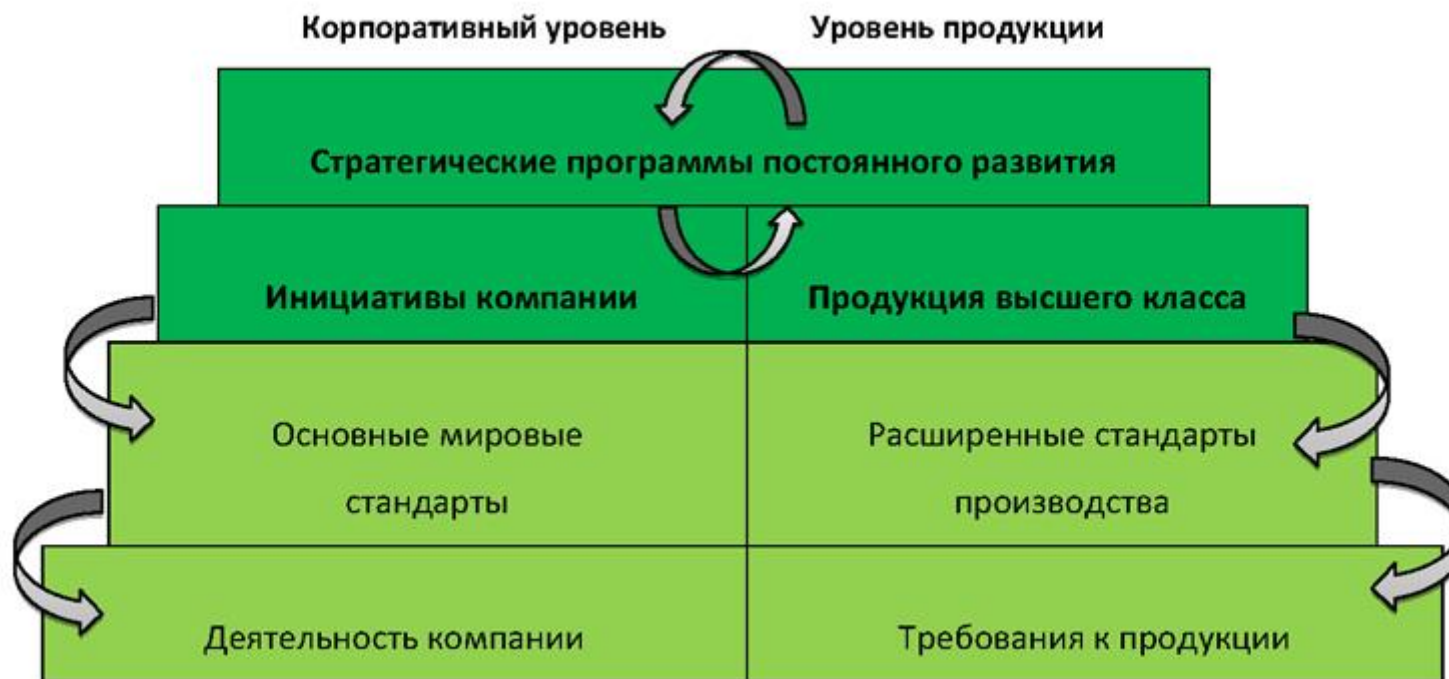 Корпоративный уровень
Уровень продукции
Стратегические программы постоянного развития
Инициативы компании
Продукция высшего класса
Основные мировые
стандарты
Расширенные стандарты
производства
Деятельность компании
Требования к продукции